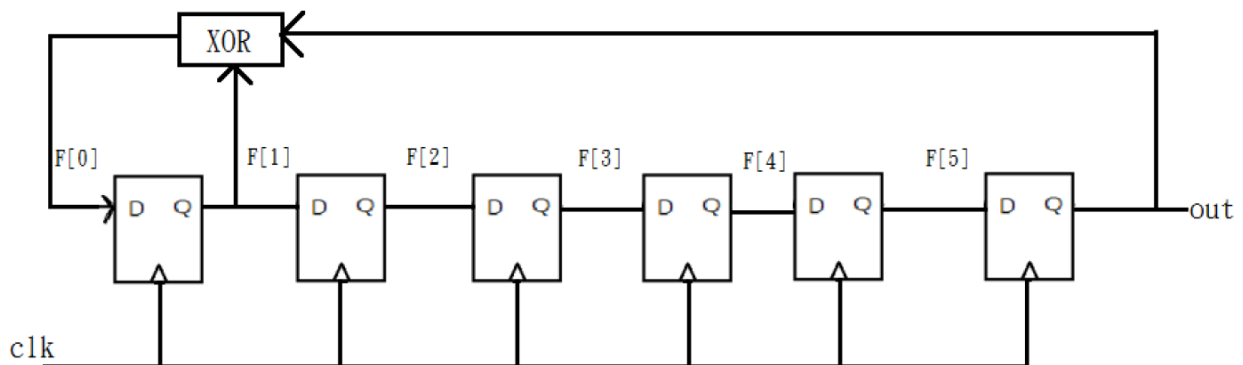 XOR
F[0] F[1] F[2] F[3] F[4] F[5]
D Q D Q D Q D Q D Q D Q out
clk